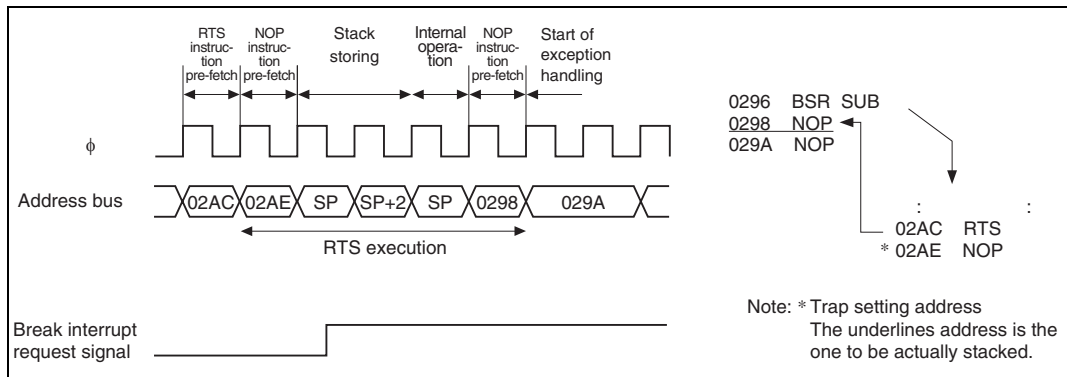 RTS
instruc-
tion
pre-fetch
NOP
instruc-
tion
pre-fetch
Stack
storing
Internal
opera-
tion
NOP
instruc-
tion
pre-fetch
Start of
exception
handling
ϕ
Address bus
02AC 02AE SP SP+2 SP 0298 029A
RTS execution
Break interrupt
request signal
0296 BSR SUB
0298 NOP
029A NOP
: :
02AC RTS
* 02AE NOP
Note: * Trap setting address
The underlines address is the
one to be actually stacked.